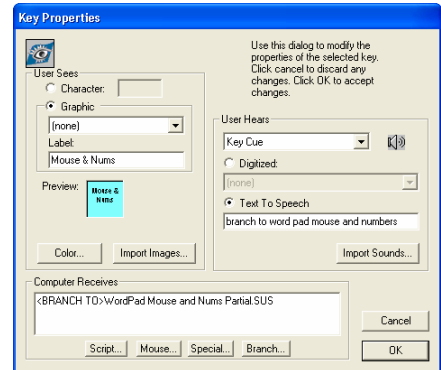 Key Properties
Use this dialog to modify the
properties of the selected key.
Click cancel to discard any
changes. Click OK to accept
changes.
User Sees
Character:
Graphic
(none)
Label:
Mouse & Nums
Preview:
Mouse &
Nums
Color...
Import Images...
User Hears
Key Cue
Digitized:
(none)
Text To Speech
branch to word pad mouse and numbers
Import Sounds...
Computer Receives
<BRANCH TO>WordPad Mouse and Nums Partial.SUS
Script...
Mouse...
Special...
Branch...
Cancel
OK